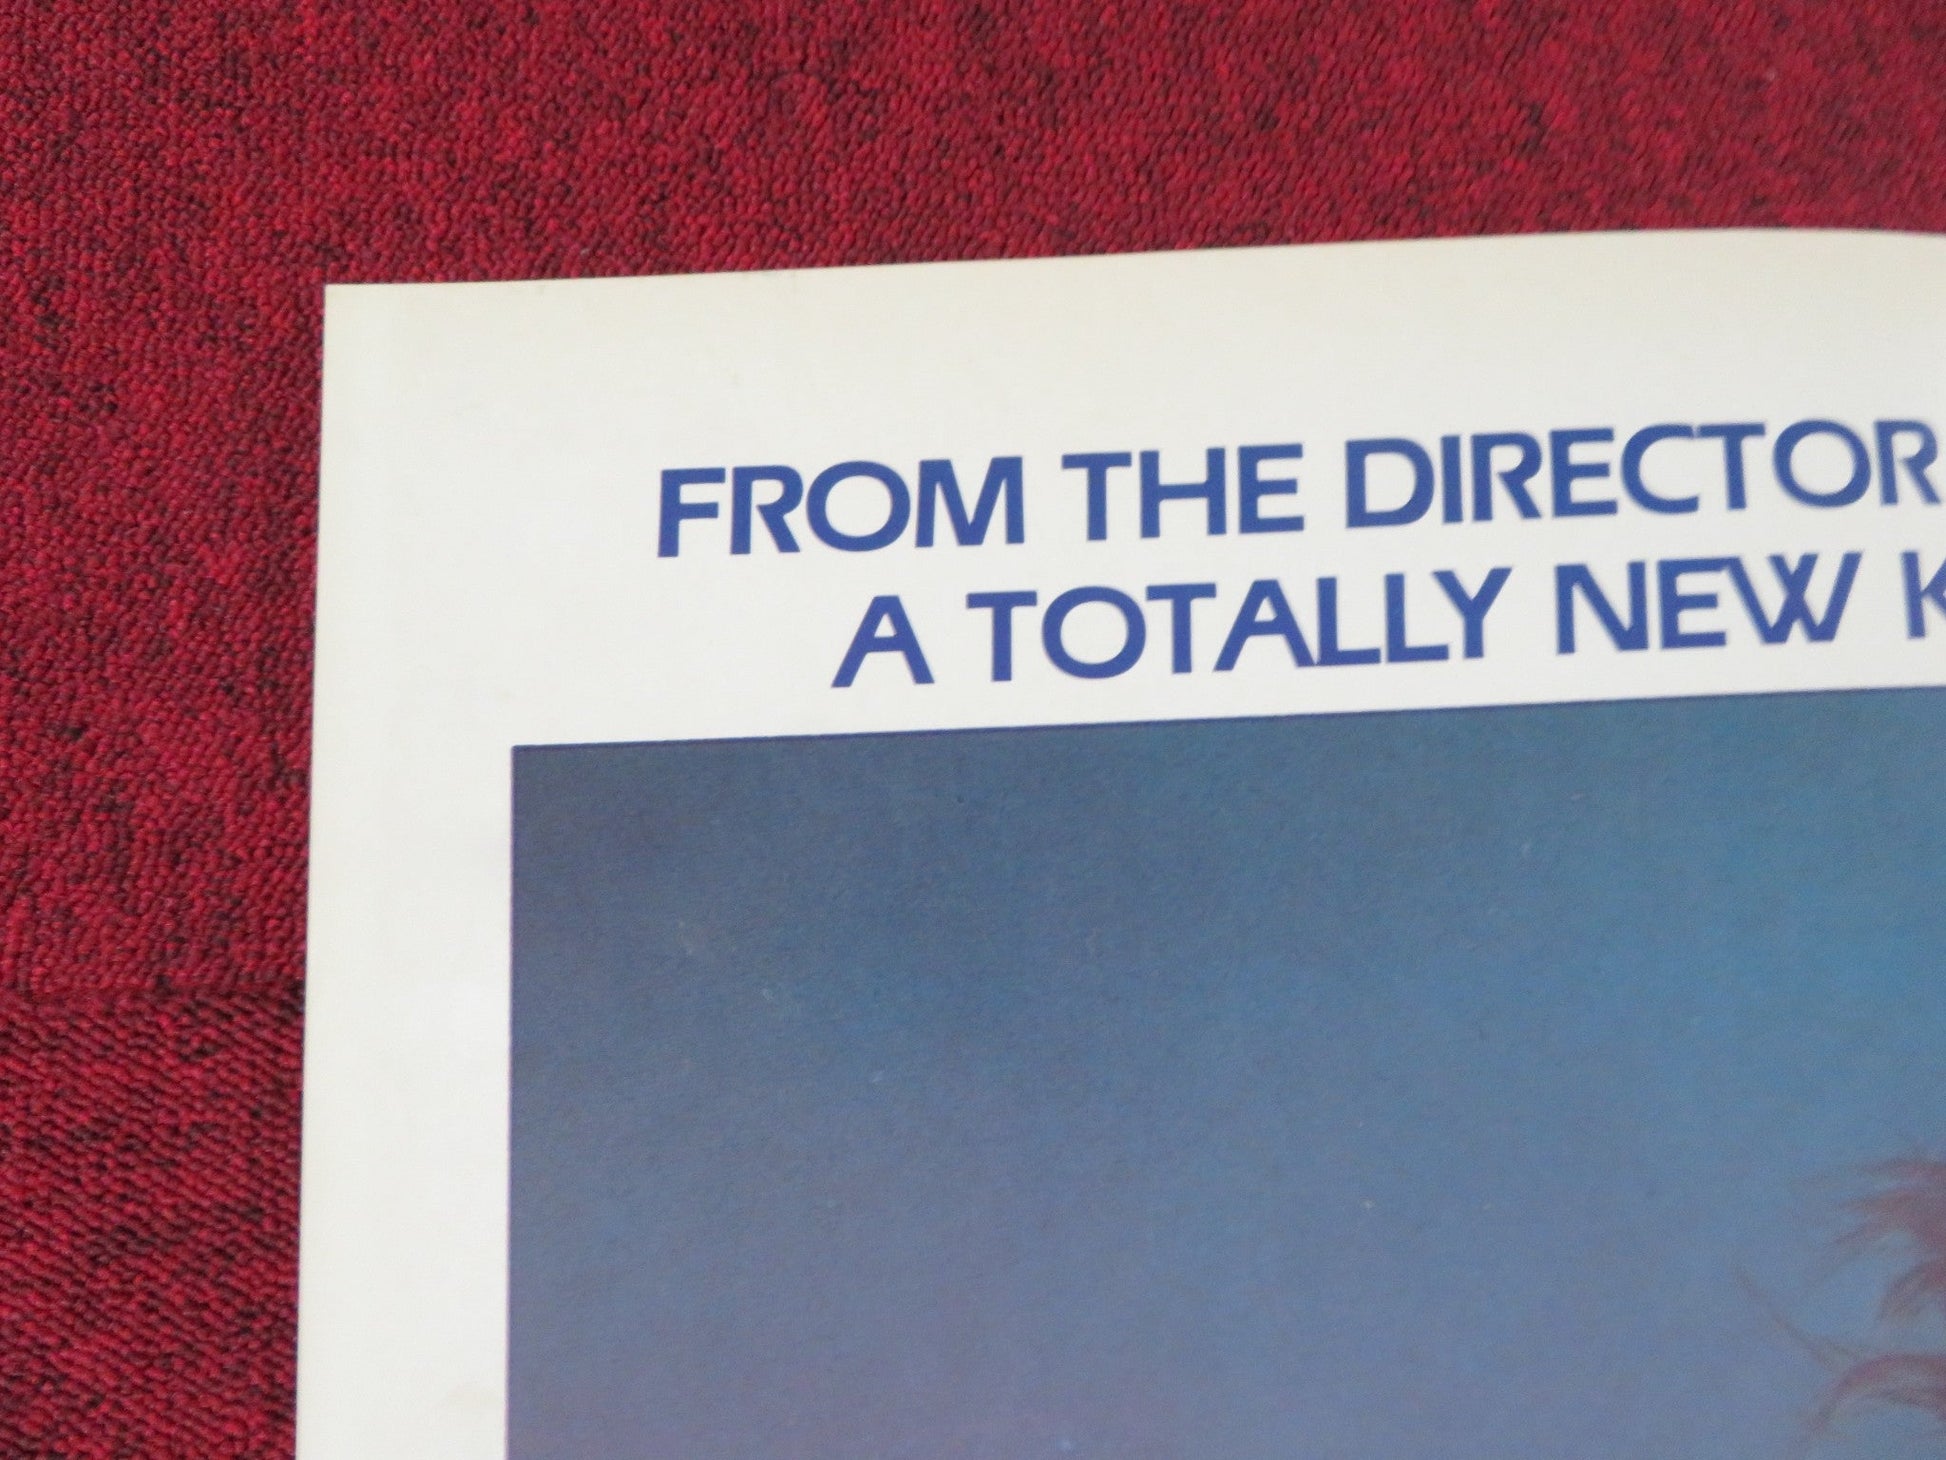 FROM THE DIRECTOR
A TOTALLY NEW K